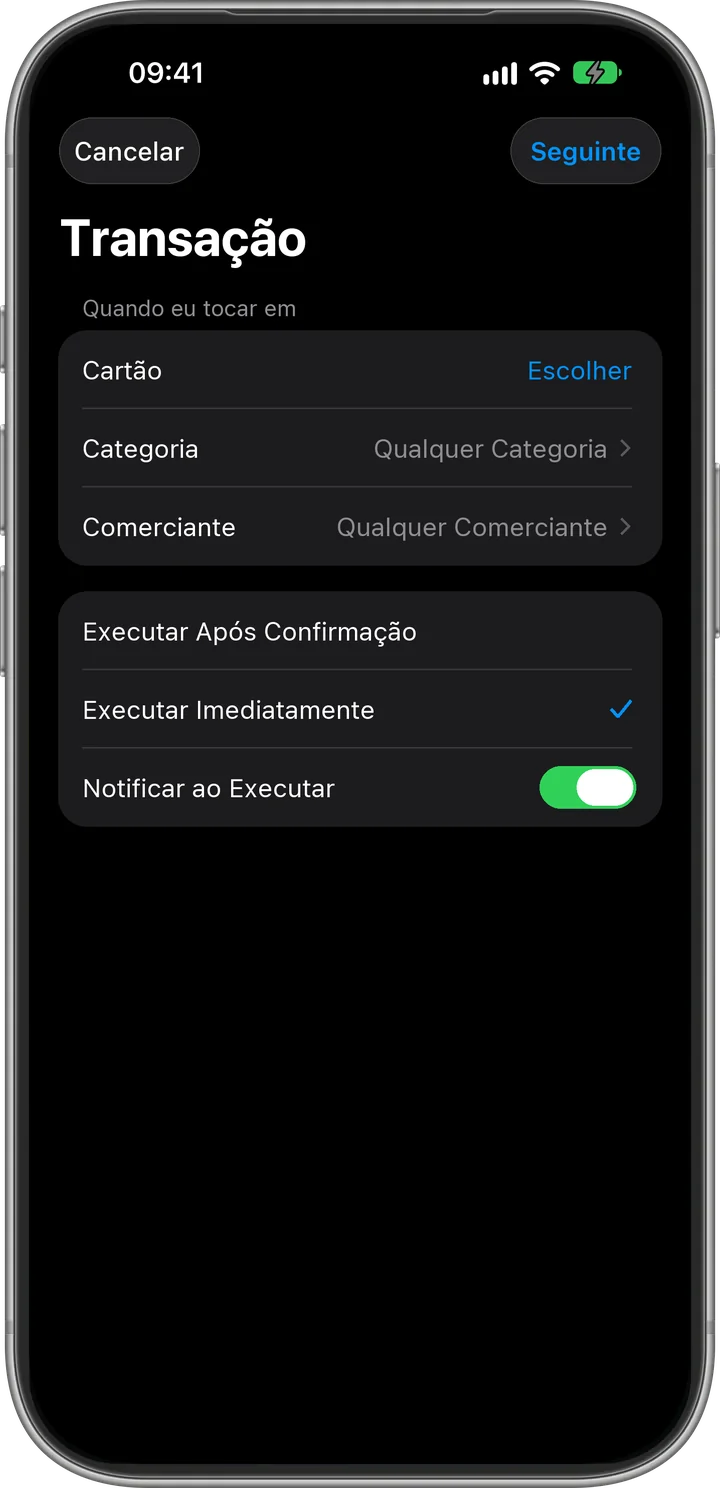 09:41
Cancelar
Seguinte
Transação
Quando eu tocar em
Cartão Escolher
Categoria Qualquer Categoria
Comerciante Qualquer Comerciante
Executar Após Confirmação
Executar Imediatamente
Notificar ao Executar